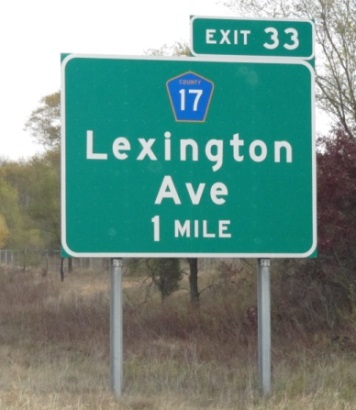 EXIT 33
COUNTY
17
Lexington
Ave
1 MILE